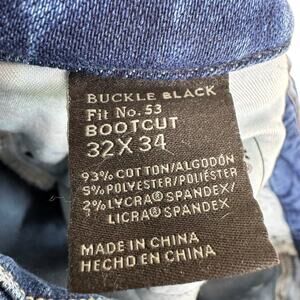 BUCKLE BLACK
Fit No. 53
BOOTCUT
32X34
93% COTTON/ALGODÓN
5% POLYESTER/POLIÉSTER
2% LYCRA® SPANDEX/
LICRA® SPANDEX
MADE IN CHINA
HECHO EN CHINA